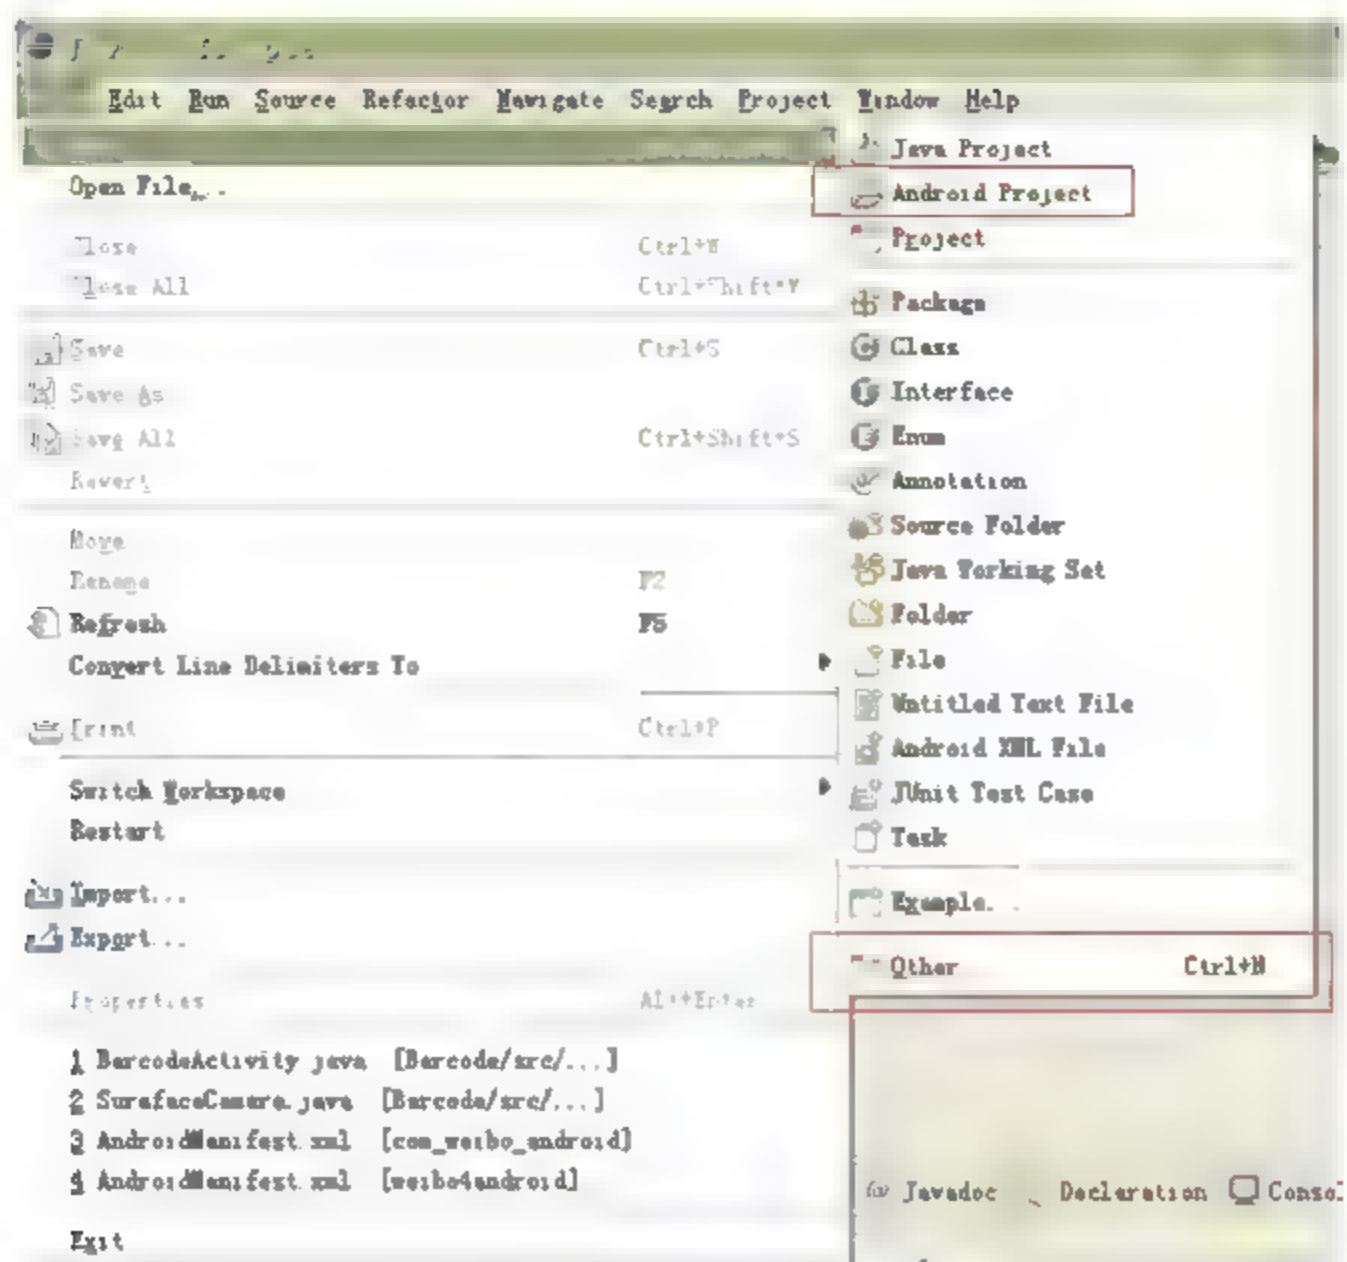 Edit Run Source Refactor Navigate Search Project Window Help
Open File...
Close Ctrl+W
Close All Ctrl+Shift+W
Save Ctrl+S
Save As
Save All Ctrl+Shift+S
Revert
Move
Rename F2
Refresh F5
Convert Line Delimiters To
Print Ctrl+P
Switch Workspace
Restart
Import...
Export...
Properties Alt+Enter
1 BarcodeActivity.java [Barcode/src/...]
2 SurafaceCamara.java [Barcode/src/...]
3 AndroidManifest.xml [com_weibo_android]
4 AndroidManifest.xml [weibo4android]
Exit
Java Project
Android Project
Project
Package
Class
Interface
Enum
Annotation
Source Folder
Java Working Set
Folder
File
Untitled Text File
Android XML File
JUnit Test Case
Task
Example...
Other Ctrl+N
Javadoc Declaration